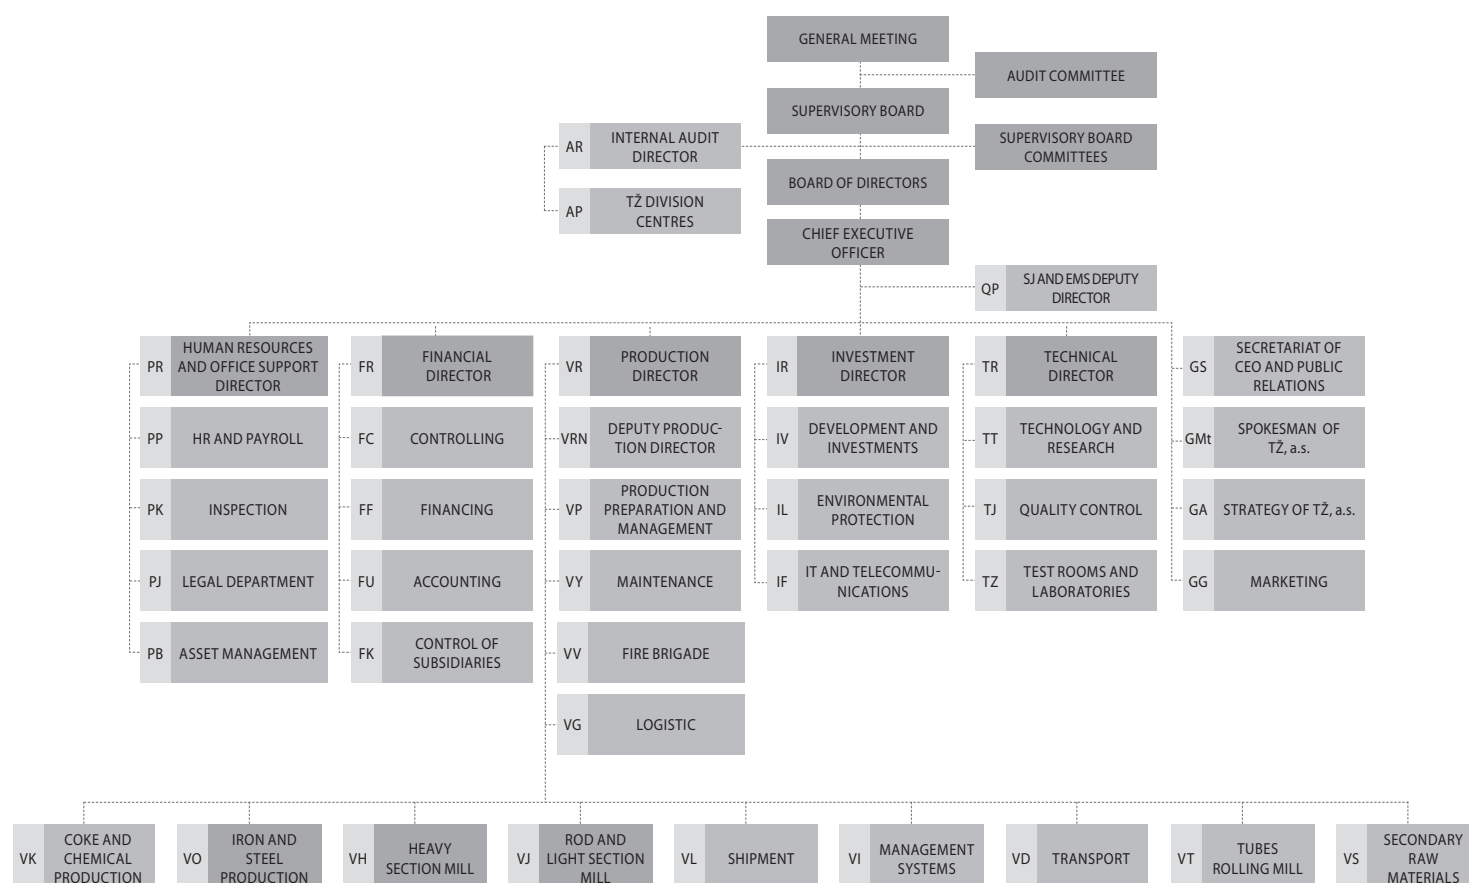 GENERAL MEETING
AUDIT COMMITTEE
SUPERVISORY BOARD
AR
INTERNAL AUDIT
DIRECTOR
SUPERVISORY BOARD
COMMITTEES
BOARD OF DIRECTORS
AP
TŽ DIVISION
CENTRES
CHIEF EXECUTIVE
OFFICER
QP
SJ AND EMS DEPUTY
DIRECTOR
PR
HUMAN RESOURCES
AND OFFICE SUPPORT
DIRECTOR
FR
FINANCIAL
DIRECTOR
VR
PRODUCTION
DIRECTOR
IR
INVESTMENT
DIRECTOR
TR
TECHNICAL
DIRECTOR
GS
SECRETARIAT OF
CEO AND PUBLIC
RELATIONS
PP
HR AND PAYROLL
FC
CONTROLLING
VRN
DEPUTY PRODUC-
TION DIRECTOR
IV
DEVELOPMENT AND
INVESTMENTS
TT
TECHNOLOGY AND
RESEARCH
GMt
SPOKESMAN OF
TŽ, a.s.
PK
INSPECTION
FF
FINANCING
VP
PRODUCTION
PREPARATION AND
MANAGEMENT
IL
ENVIRONMENTAL
PROTECTION
TJ
QUALITY CONTROL
GA
STRATEGY OF TŽ, a.s.
PJ
LEGAL DEPARTMENT
FU
ACCOUNTING
VY
MAINTENANCE
IF
IT AND TELECOMMU-
NICATIONS
TZ
TEST ROOMS AND
LABORATORIES
GG
MARKETING
PB
ASSET MANAGEMENT
FK
CONTROL OF
SUBSIDIARIES
VV
FIRE BRIGADE
VG
LOGISTIC
VK
COKE AND
CHEMICAL
PRODUCTION
VO
IRON AND
STEEL
PRODUCTION
VH
HEAVY
SECTION MILL
VJ
ROD AND
LIGHT SECTION
MILL
VL
SHIPMENT
VI
MANAGEMENT
SYSTEMS
VD
TRANSPORT
VT
TUBES
ROLLING MILL
VS
SECONDARY
RAW
MATERIALS